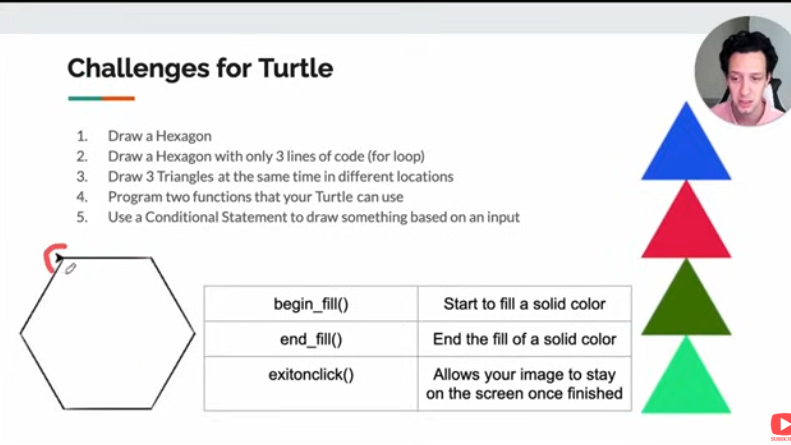 Challenges for Turtle
1. Draw a Hexagon
2. Draw a Hexagon with only 3 lines of code (for loop)
3. Draw 3 Triangles at the same time in different locations
4. Program two functions that your Turtle can use
5. Use a Conditional Statement to draw something based on an input
begin_fill() Start to fill a solid color
end_fill() End the fill of a solid color
exitonclick() Allows your image to stay
on the screen once finished